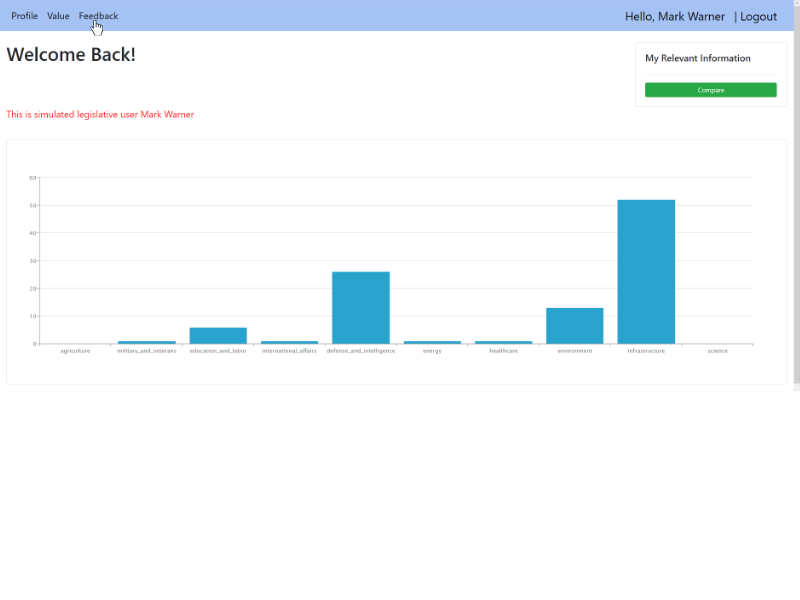 Profile Value Feedback Hello, Mark Warner | Logout
Welcome Back!
My Relevant Information
Compare
This is simulated legislative user Mark Warner
60
50
40
30
20
10
0
agriculture military_and_veterans education_and_labor international_affairs defense_and_intelligence energy healthcare environment infrastructure science